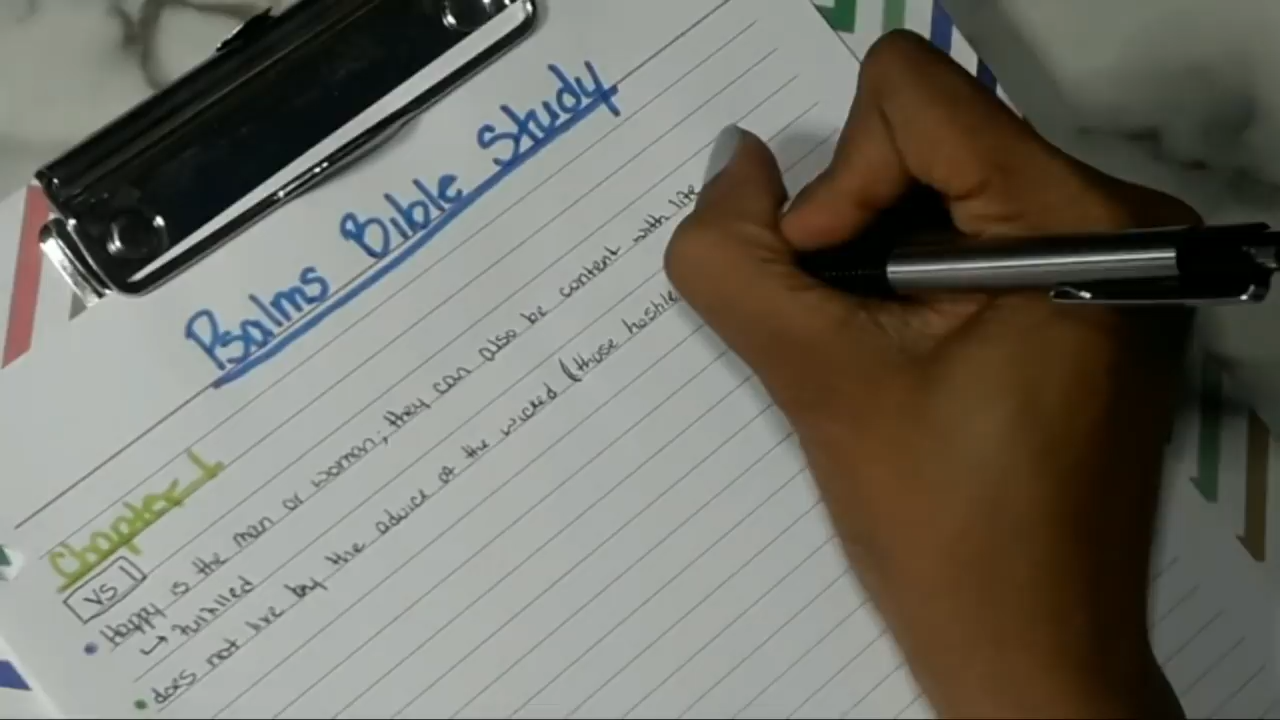 Psalms Bible Study
Chapter 1
vs 1
• Happy is the man or woman; they can also be content with life
→ fulfilled
• does not live by the advice of the wicked (those hostile